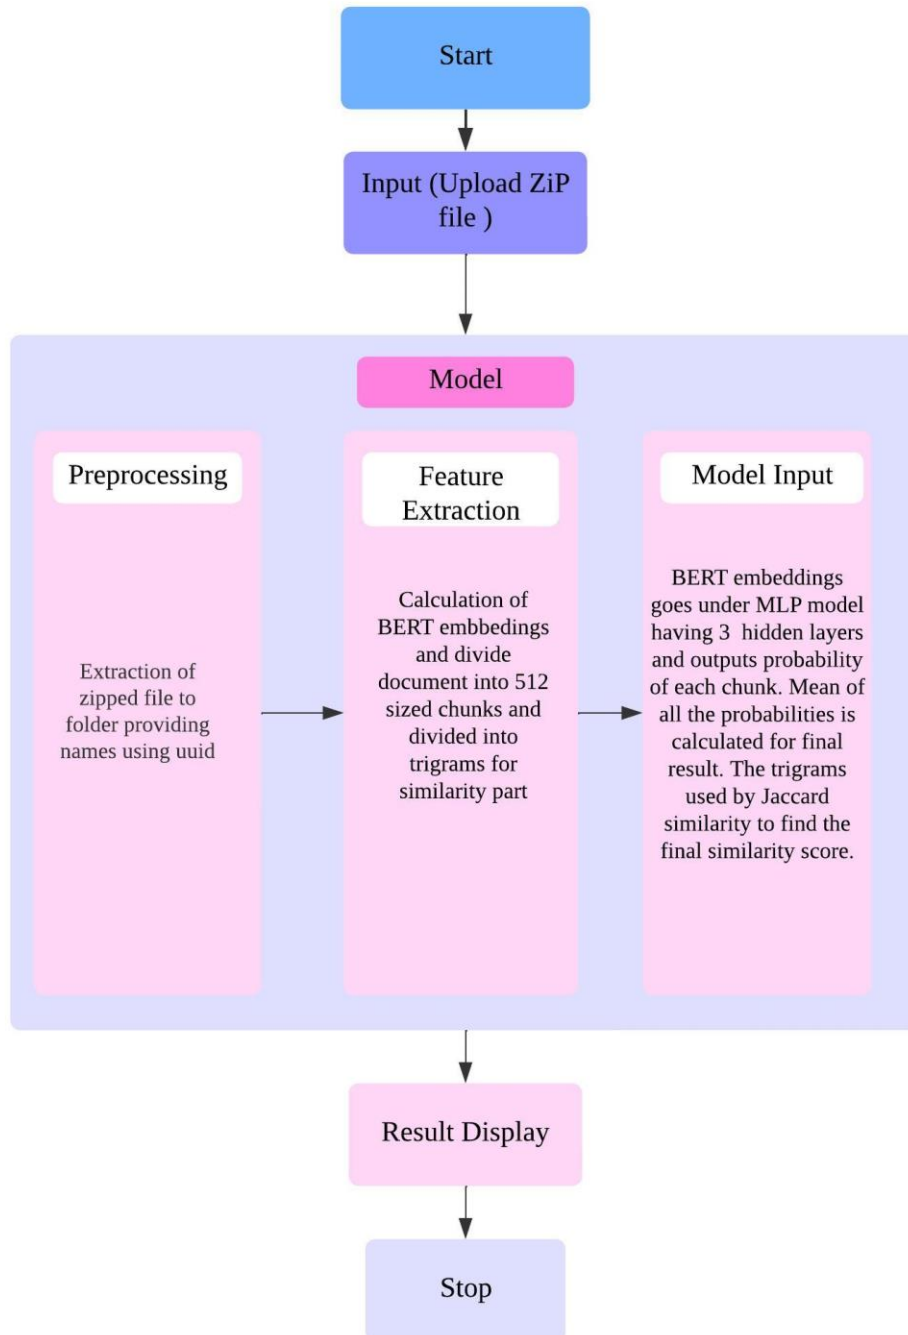 Start
Input (Upload ZiP
file )
Model
Preprocessing
Extraction of
zipped file to
folder providing
names using uuid
Feature
Extraction
Calculation of
BERT embbedings
and divide
document into 512
sized chunks and
divided into
trigrams for
similarity part
Model Input
BERT embeddings
goes under MLP model
having 3 hidden layers
and outputs probability
of each chunk. Mean of
all the probabilities is
calculated for final
result. The trigrams
used by Jaccard
similarity to find the
final similarity score.
Result Display
Stop